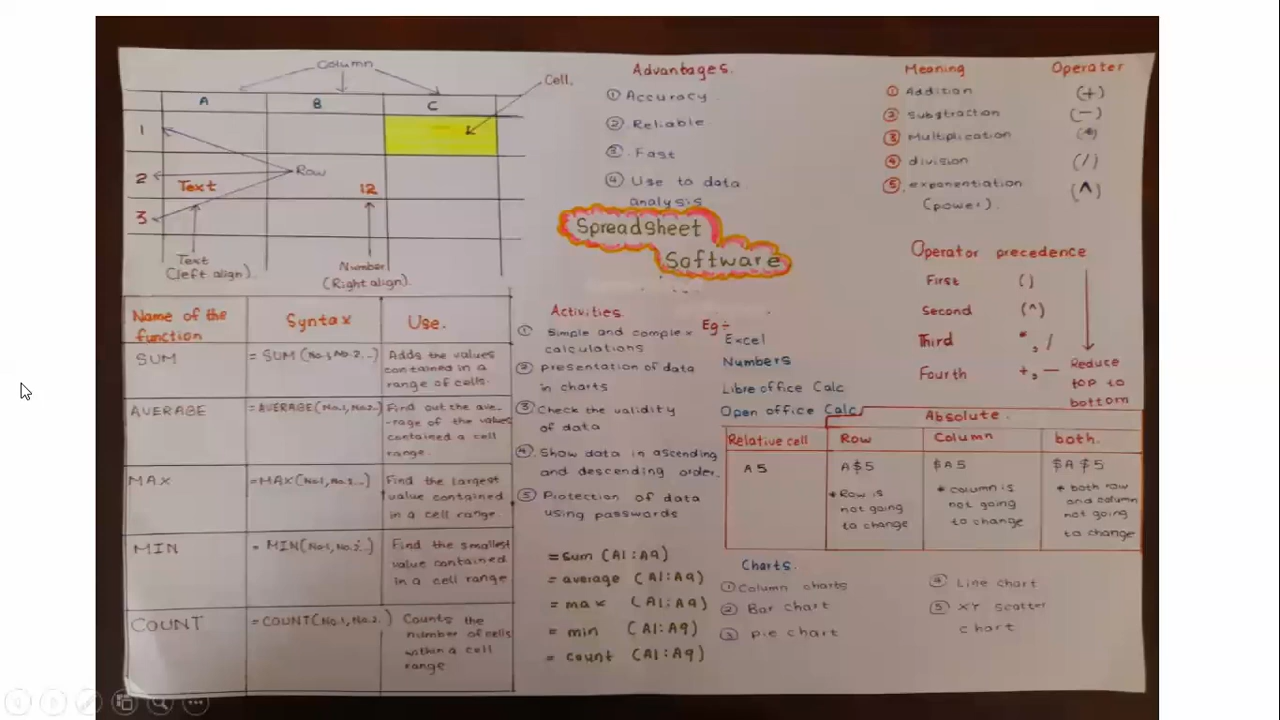 Column
Cell.
A
B
C
1
2
3
Row
Text
12
Text
(left align).
Number
(Right align).
Advantages.
① Accuracy
② Reliable
③ Fast
④ Use to data
analysis
Spreadsheet
Software
Meaning
Operater
① Addition (+)
② Subgtraction (-)
③ Multiplication (*)
④ division (/)
⑤ exponentiation (^)
(power).
Operator precedence
First ()
Second (^)
Third *, /
Fourth +, -
Reduce
top to
bottom
Name of the
function
Syntax
Use.
SUM
= SUM(No.1, No.2...)
Adds the values
contained in a
range of cells.
AVERAGE
=AVERAGE(No.1, No.2.)
Find out the ave-
-rage of the values
contained a cell
range.
MAX
=MAX(No.1, No.2...)
Find the largest
value contained
in a cell range.
MIN
= MIN(No.1, No.2..)
Find the smallest
value contained
in a cell range
COUNT
=COUNT(No.1, No.2.)
Counts the
number of cells
within a cell
range
Activities.
① Simple and complex
calculations
② presentation of data
in charts
③ Check the validity
of data
④ Show data in ascending
and descending order.
⑤ Protection of data
using passwords
=sum (A1:A9)
=average (A1:A9)
=max (A1:A9)
=min (A1:A9)
=count (A1:A9)
Eg÷
Excel
Numbers
Libre office Calc
Open office Calc
Absolute.
Relative cell
Row
Column
both.
A5
A$5
$A5
$A$5
* Row is
not going
to change
* column is
not going
to change
* both row
and column
not going
to change
Charts.
① Column charts
② Bar chart
③ pie chart
④ Line chart
⑤ XY scatter
chart